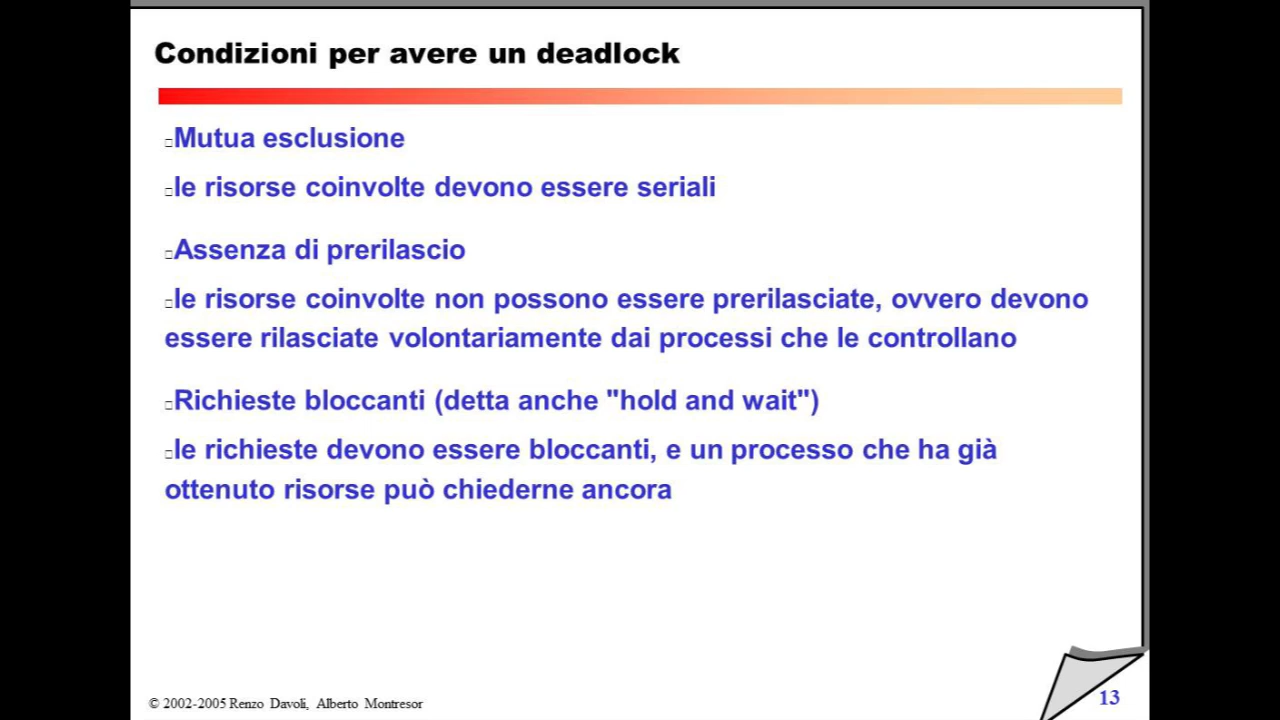 Condizioni per avere un deadlock
Mutua esclusione
le risorse coinvolte devono essere seriali
Assenza di prerilascio
le risorse coinvolte non possono essere prerilasciate, ovvero devono
essere rilasciate volontariamente dai processi che le controllano
Richieste bloccanti (detta anche "hold and wait")
le richieste devono essere bloccanti, e un processo che ha già
ottenuto risorse può chiederne ancora
© 2002-2005 Renzo Davoli, Alberto Montresor
13